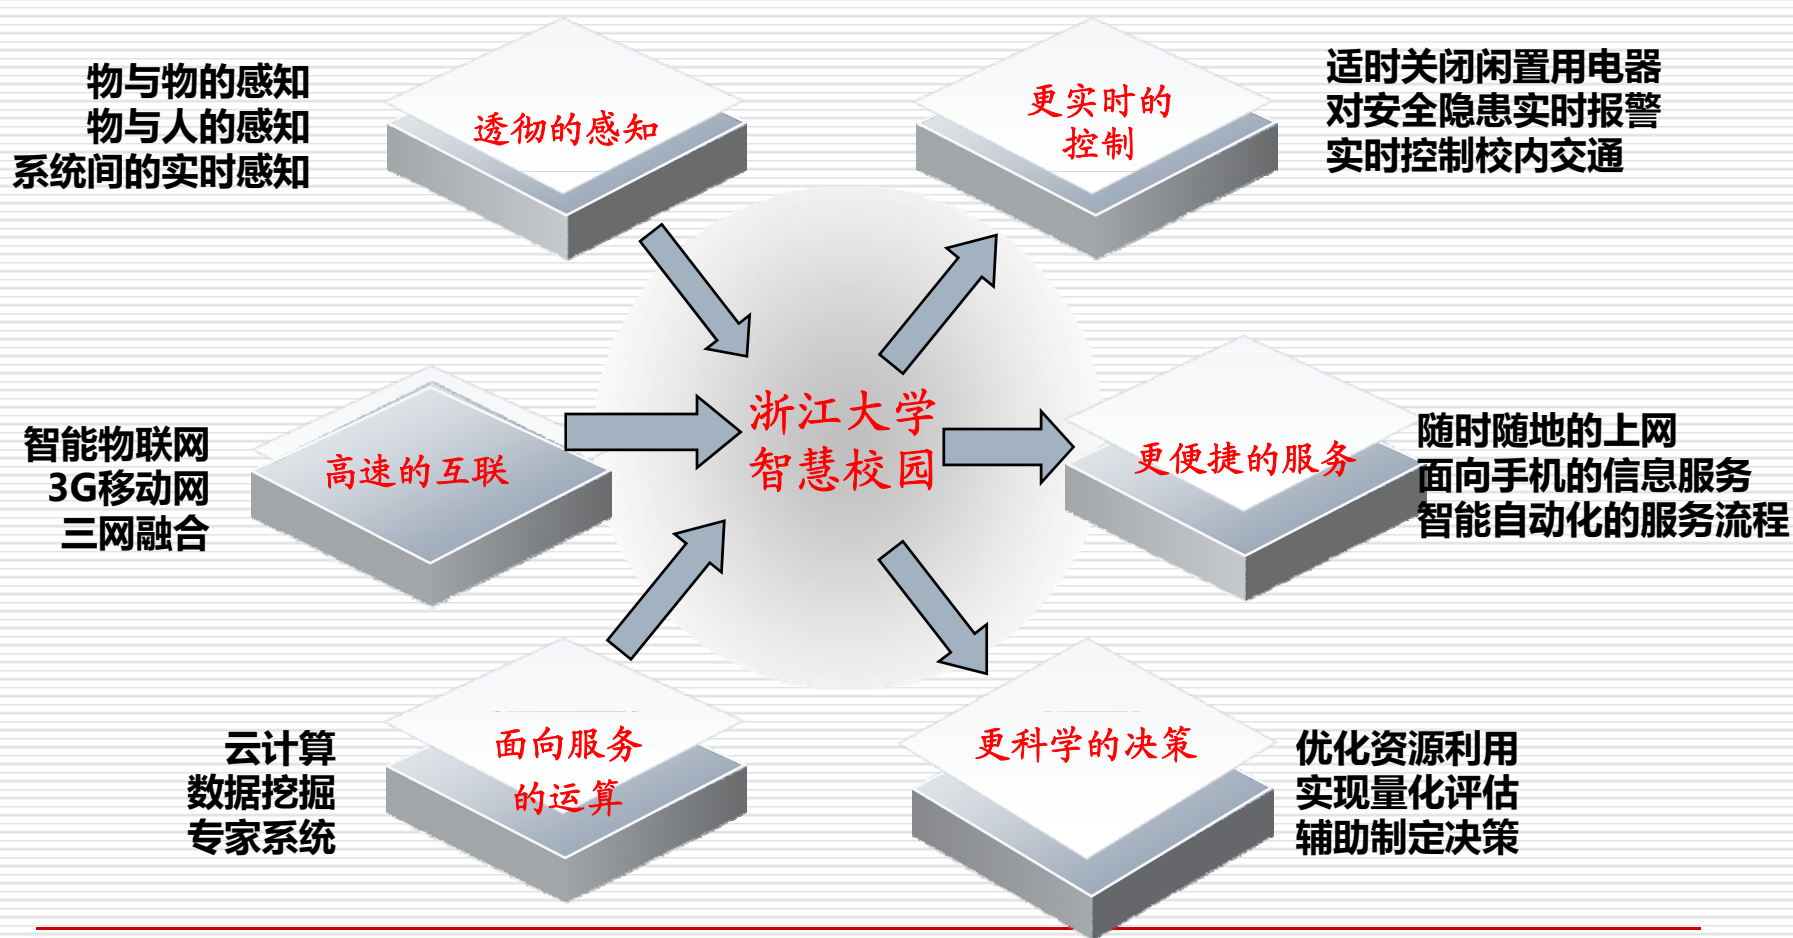 物与物的感知
物与人的感知
系统间的实时感知
透彻的感知
更实时的
控制
适时关闭闲置用电器
对安全隐患实时报警
实时控制校内交通
智能物联网
3G移动网
三网融合
高速的互联
浙江大学
智慧校园
更便捷的服务
随时随地的上网
面向手机的信息服务
智能自动化的服务流程
云计算
数据挖掘
专家系统
面向服务
的运算
更科学的决策
优化资源利用
实现量化评估
辅助制定决策